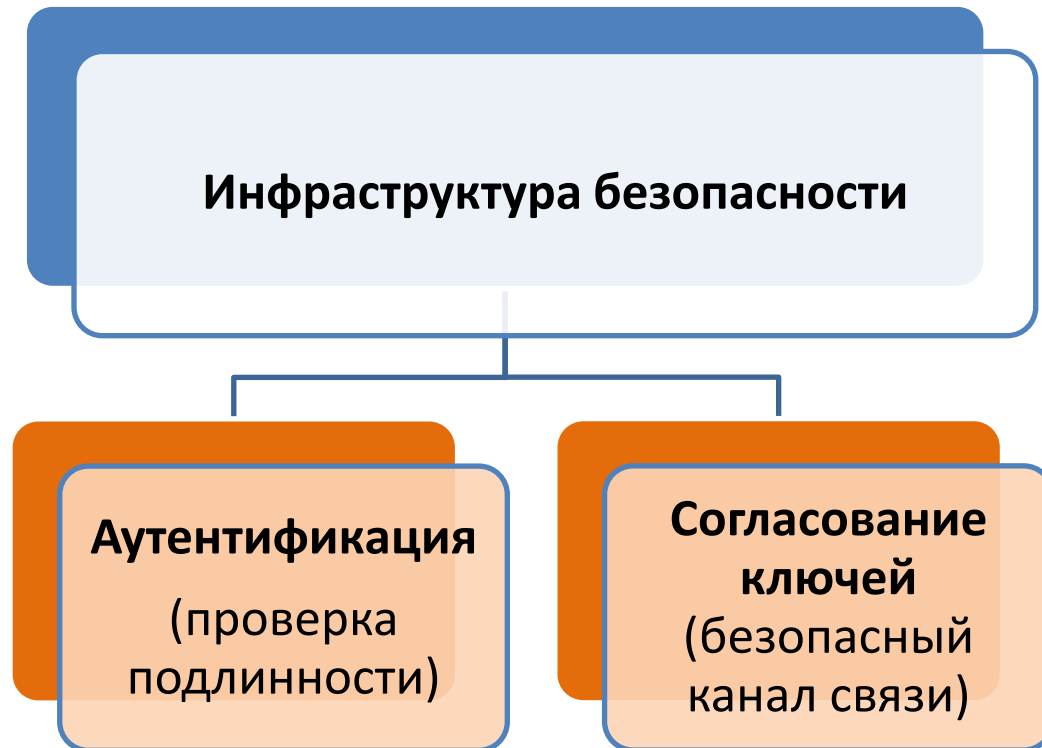 Инфраструктура безопасности
Аутентификация
(проверка
подлинности)
Согласование
ключей
(безопасный
канал связи)